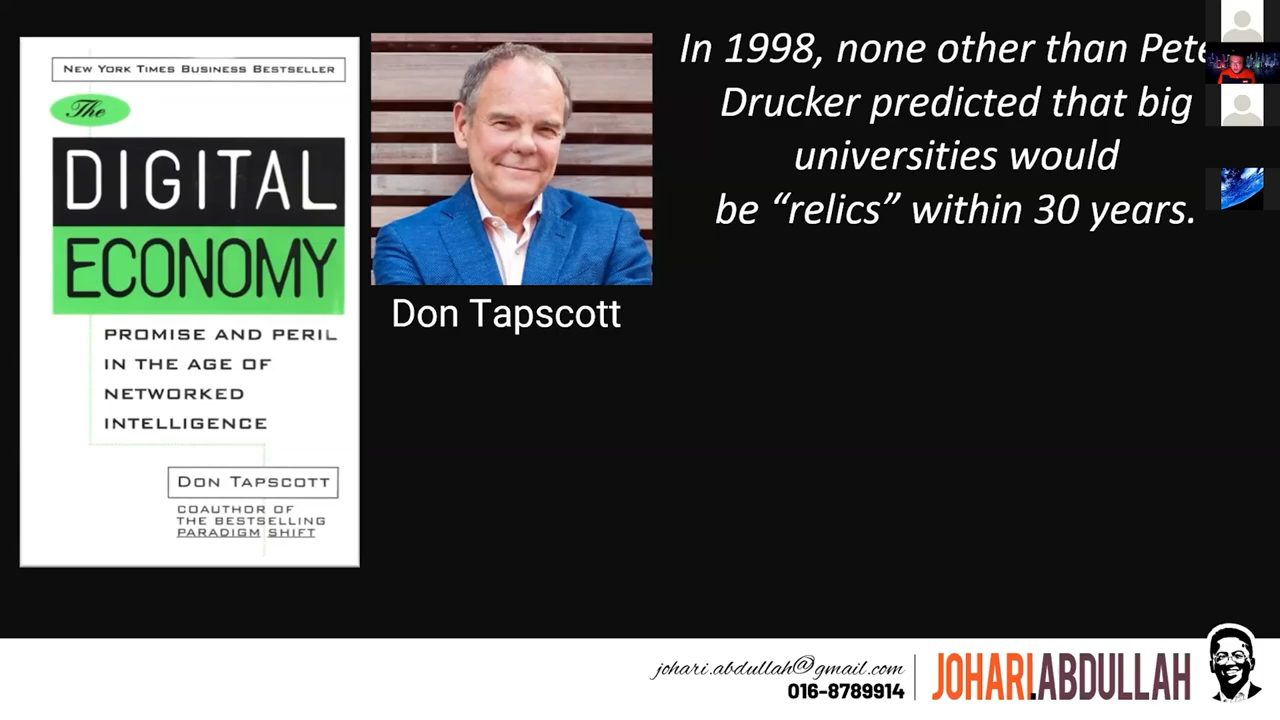 NEW YORK TIMES BUSINESS BESTSELLER
The
DIGITAL
ECONOMY
PROMISE AND PERIL
IN THE AGE OF
NETWORKED
INTELLIGENCE
DON TAPSCOTT
COAUTHOR OF
THE BESTSELLING
PARADIGM SHIFT
Don Tapscott
In 1998, none other than Pete
Drucker predicted that big
universities would
be “relics” within 30 years.
johari.abdullah@gmail.com
016-8789914
JOHARI.ABDULLAH